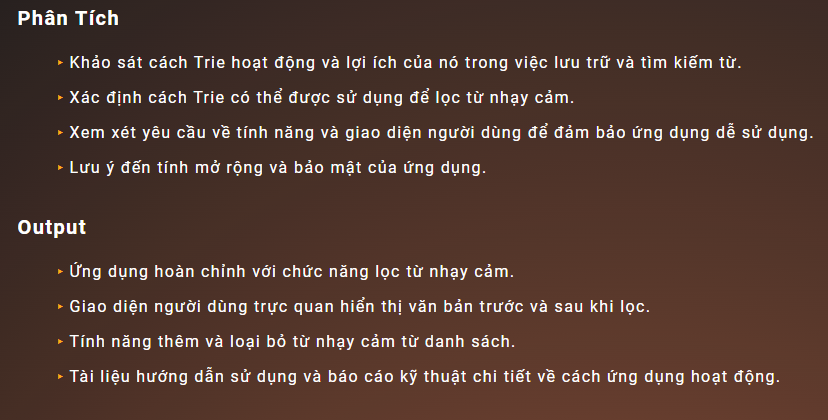 Phân Tích
‣ Khảo sát cách Trie hoạt động và lợi ích của nó trong việc lưu trữ và tìm kiếm từ.
‣ Xác định cách Trie có thể được sử dụng để lọc từ nhạy cảm.
‣ Xem xét yêu cầu về tính năng và giao diện người dùng để đảm bảo ứng dụng dễ sử dụng.
‣ Lưu ý đến tính mở rộng và bảo mật của ứng dụng.
Output
‣ Ứng dụng hoàn chỉnh với chức năng lọc từ nhạy cảm.
‣ Giao diện người dùng trực quan hiển thị văn bản trước và sau khi lọc.
‣ Tính năng thêm và loại bỏ từ nhạy cảm từ danh sách.
‣ Tài liệu hướng dẫn sử dụng và báo cáo kỹ thuật chi tiết về cách ứng dụng hoạt động.